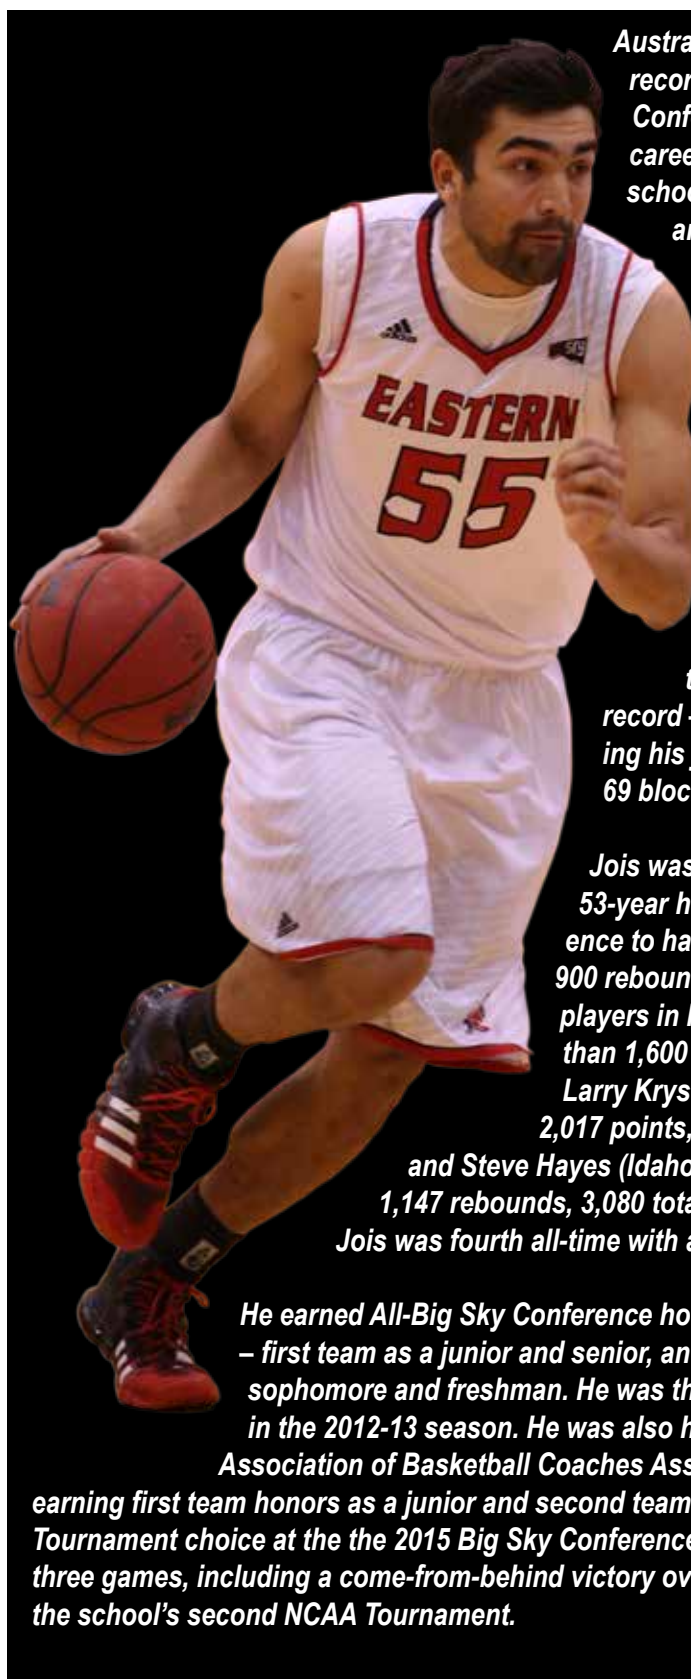 Austra
recor
Conf
caree
schoo
ar
EASTERN
55
t
record -
ing his
69 bloc
Jois was
53-year h
ence to ha
900 reboun
players in
than 1,600
Larry Krys
2,017 points,
and Steve Hayes (Idaho
1,147 rebounds, 3,080 tota
Jois was fourth all-time with a
He earned All-Big Sky Conference ho
– first team as a junior and senior, an
sophomore and freshman. He was th
in the 2012-13 season. He was also h
Association of Basketball Coaches Ass
earning first team honors as a junior and second team
Tournament choice at the the 2015 Big Sky Conference
three games, including a come-from-behind victory ov
the school's second NCAA Tournament.